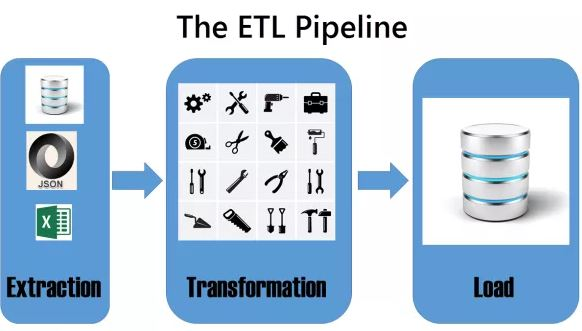 The ETL Pipeline
JSON
X
Extraction
Transformation
Load